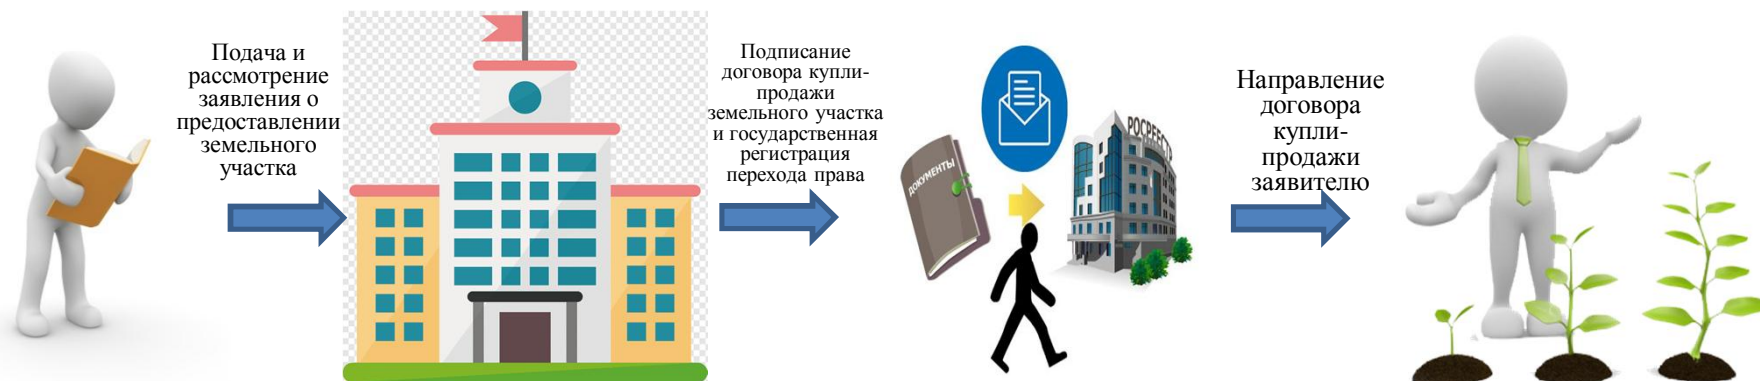 Подача и
рассмотрение
заявления о
предоставлении
земельного
участка
Подписание
договора купли-
продажи
земельного участка
и государственная
регистрация
перехода права
ДОКУМЕНТЫ
РОСРЕЕСТР
Направление
договора
купли-
продажи
заявителю